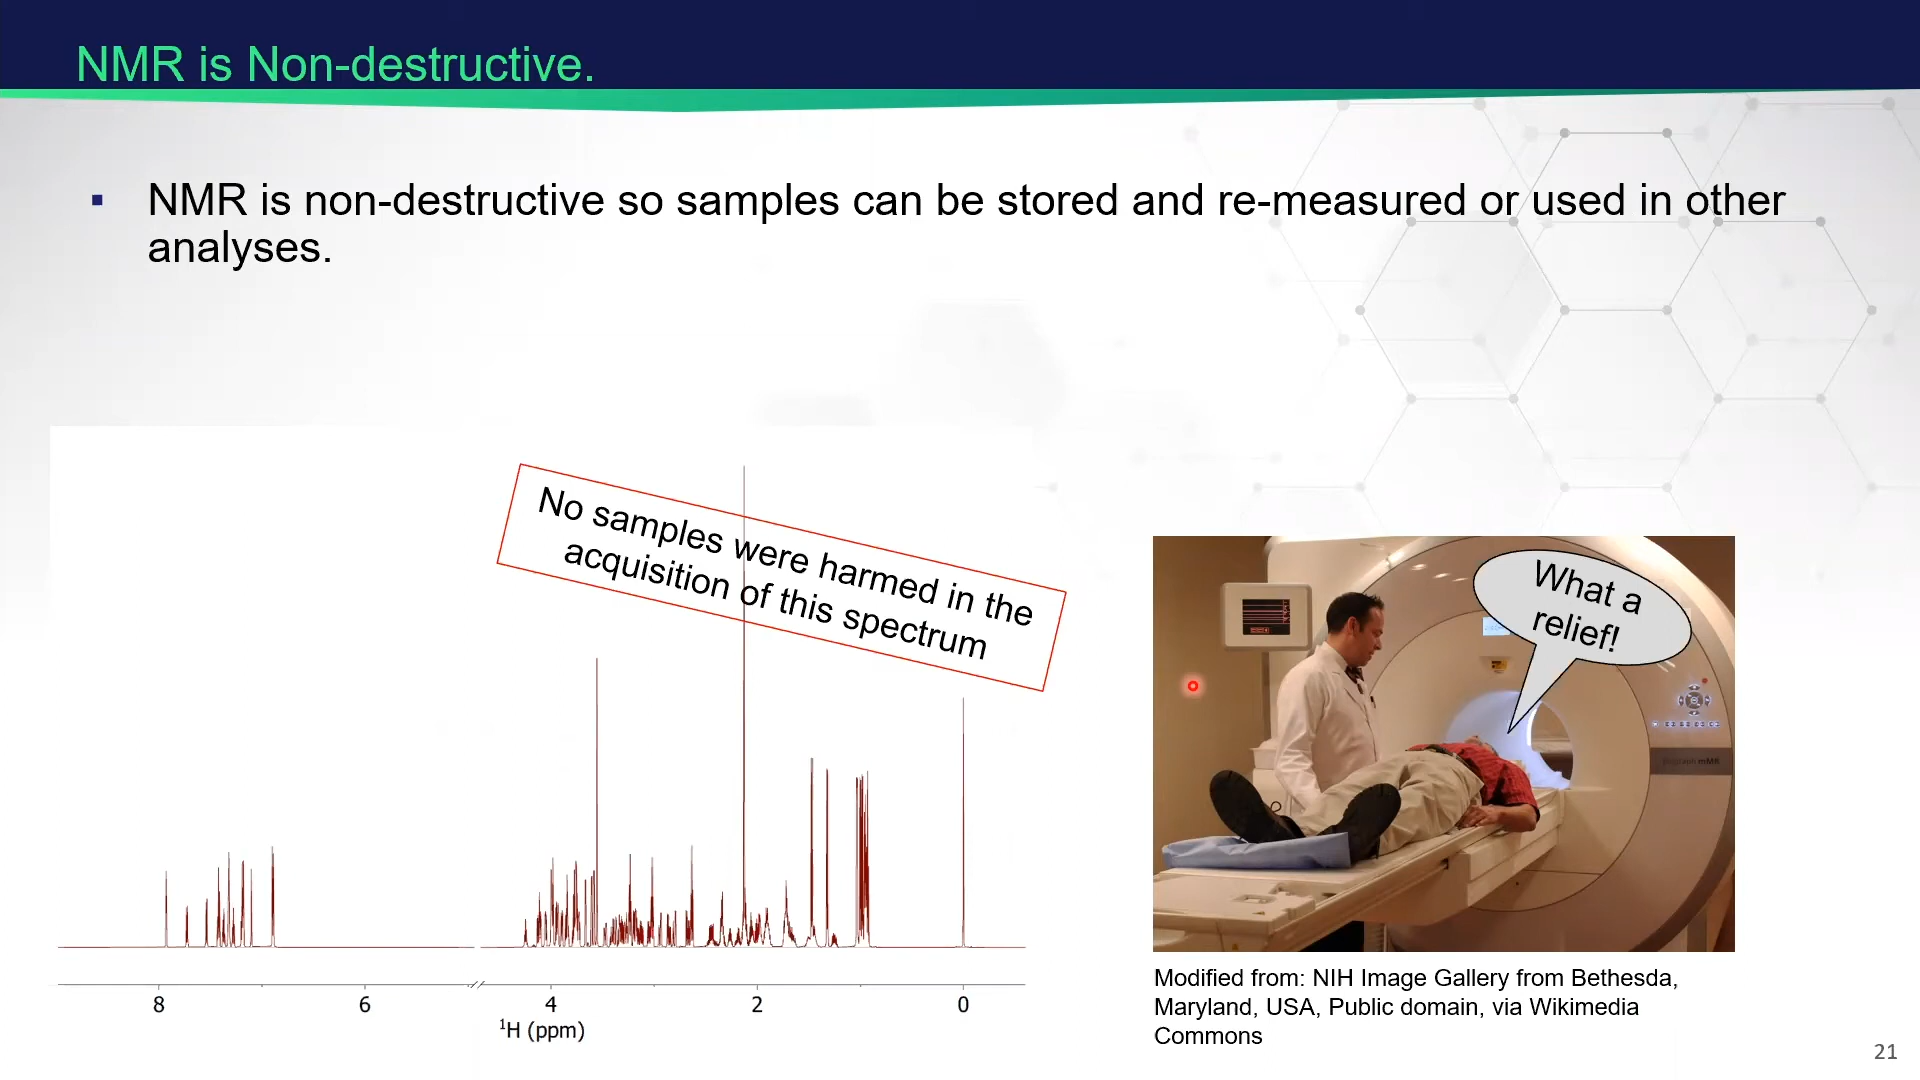 NMR is Non-destructive.
▪ NMR is non-destructive so samples can be stored and re-measured or used in other
analyses.
No samples were harmed in the
acquisition of this spectrum
What a
relief!
8 6 4 2 0
¹H (ppm)
Modified from: NIH Image Gallery from Bethesda,
Maryland, USA, Public domain, via Wikimedia
Commons
21